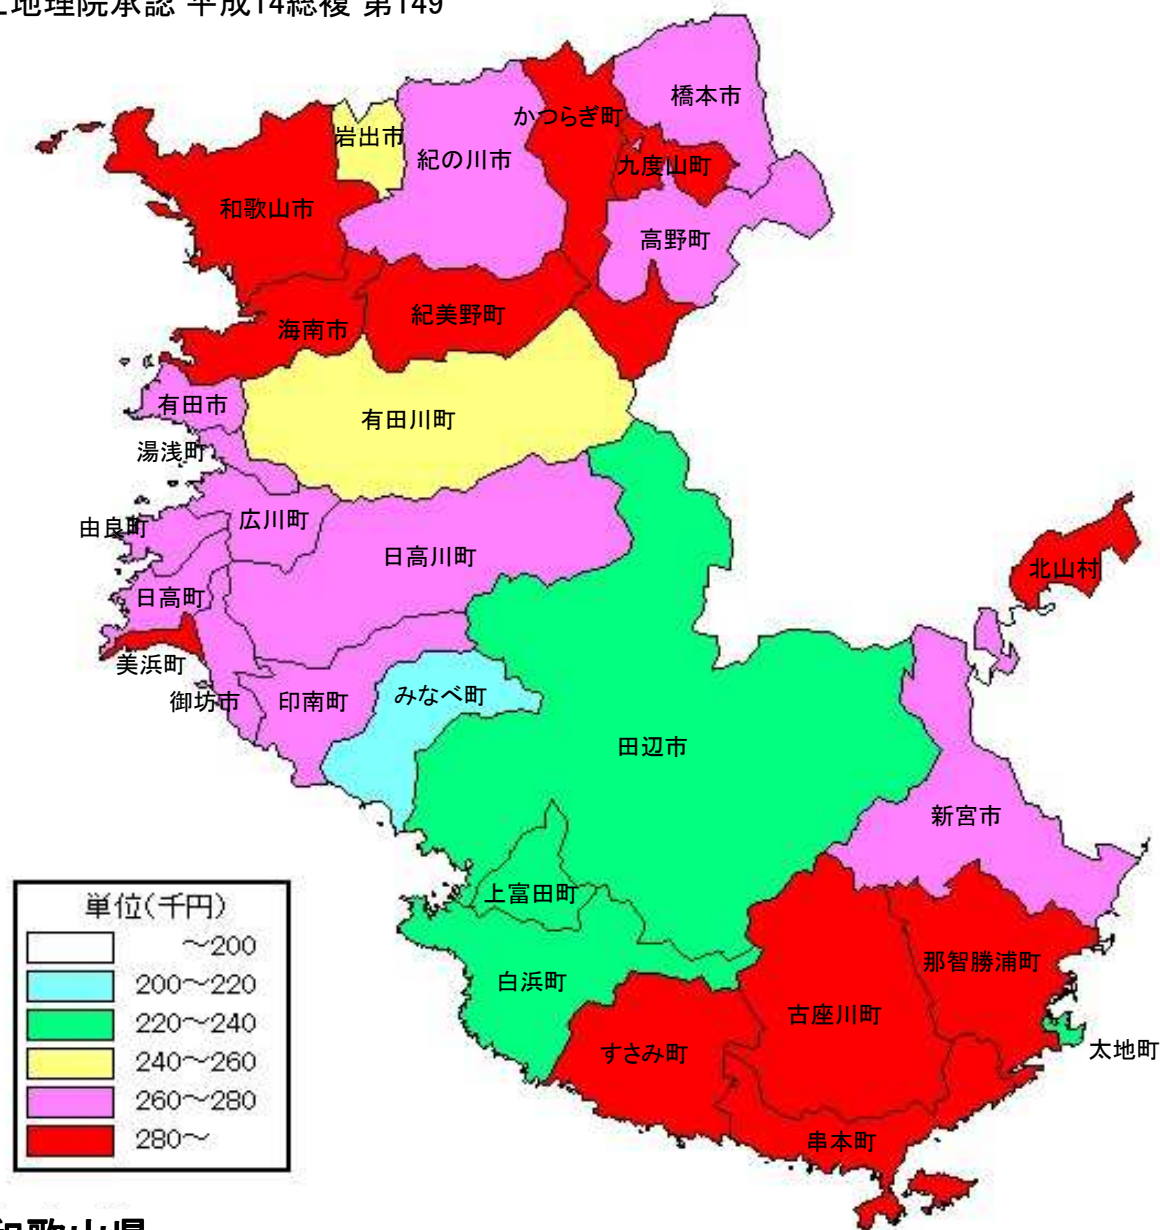 地理院承認 平成14総複 第149
橋本市
かつらぎ町
岩出市
紀の川市
九度山町
和歌山市
高野町
紀美野町
海南市
有田市
有田川町
湯浅町
広川町
由良町
日高川町
北山村
日高町
美浜町
みなべ町
御坊市
印南町
田辺市
新宮市
上富田町
那智勝浦町
白浜町
古座川町
すさみ町
太地町
串本町
単位(千円)
～200
200～220
220～240
240～260
260～280
280～
和歌山県